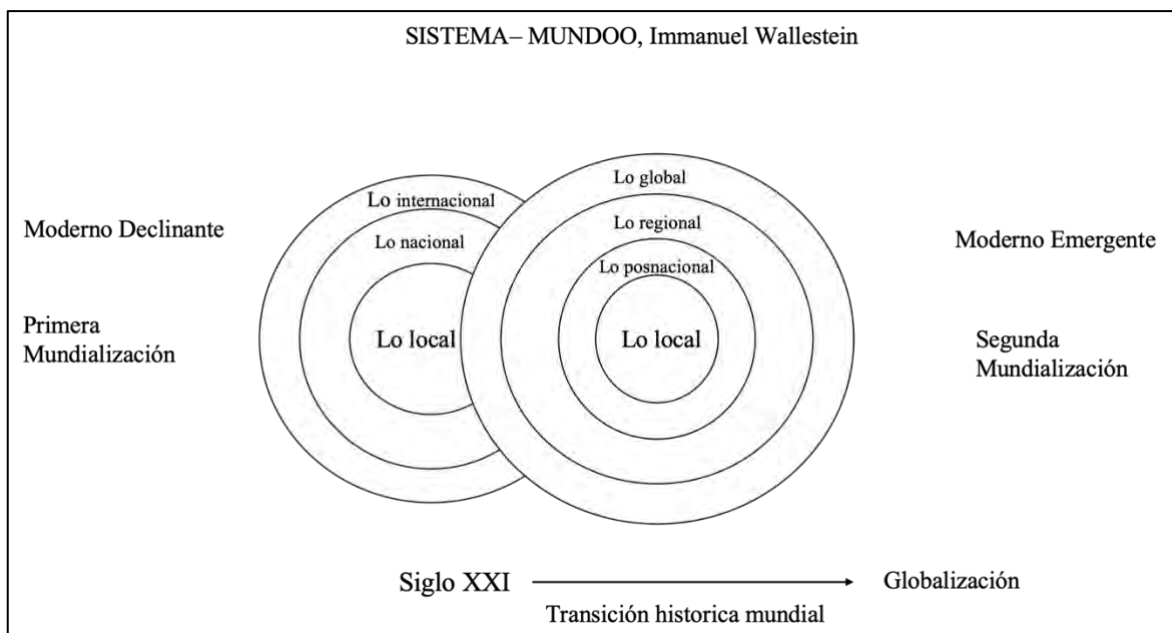 SISTEMA– MUNDOO, Immanuel Wallestein
Lo global
Lo internacional
Lo regional
Moderno Declinante
Lo nacional
Moderno Emergente
Lo posnacional
Primera
Mundialización
Lo local
Lo local
Segunda
Mundialización
Siglo XXI
Globalización
Transición historica mundial